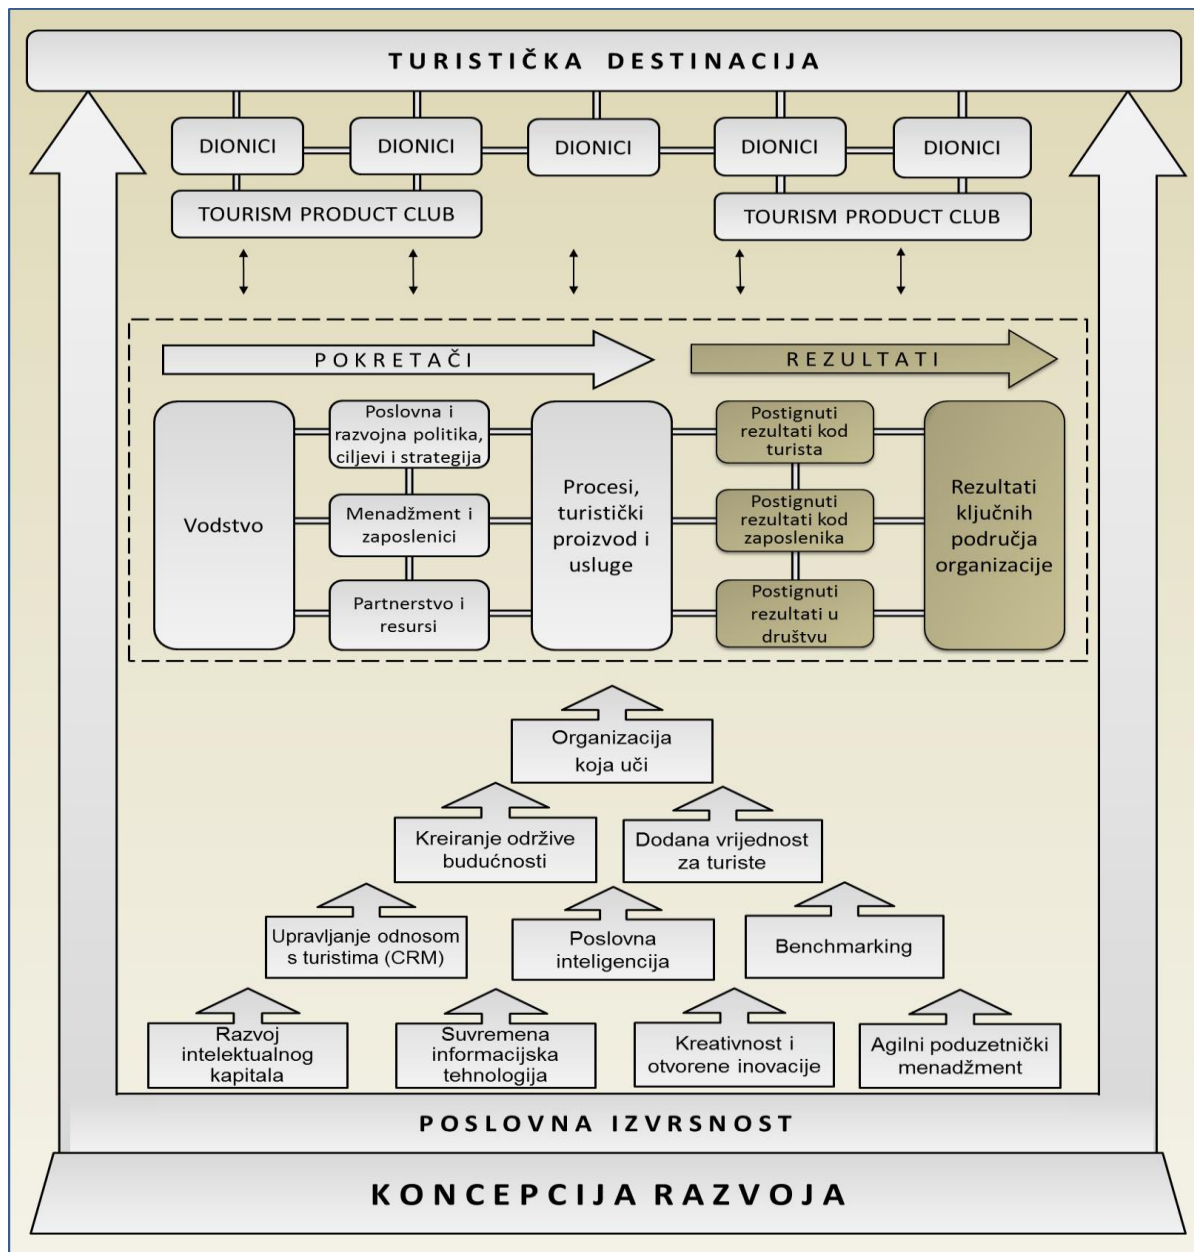 TURISTIČKA DESTINACIJA
DIONICI
DIONICI
DIONICI
DIONICI
DIONICI
TOURISM PRODUCT CLUB
TOURISM PRODUCT CLUB
POKRETAČI
REZULTATI
Vodstvo
Poslovna i
razvojna politika,
ciljevi i strategija
Menadžment i
zaposlenici
Partnerstvo i
resursi
Procesi,
turistički
proizvod i
usluge
Postignuti
rezultati kod
turista
Postignuti
rezultati kod
zaposlenika
Postignuti
rezultati u
društvu
Rezultati
ključnih
područja
organizacije
Organizacija
koja uči
Kreiranje održive
budućnosti
Dodana vrijednost
za turiste
Upravljanje odnosom
s turistima (CRM)
Poslovna
inteligencija
Benchmarking
Razvoj
intelektualnog
kapitala
Suvremena
informacijska
tehnologija
Kreativnost i
otvorene inovacije
Agilni poduzetnički
menadžment
POSLOVNA IZVRSNOST
KONCEPCIJA RAZVOJA